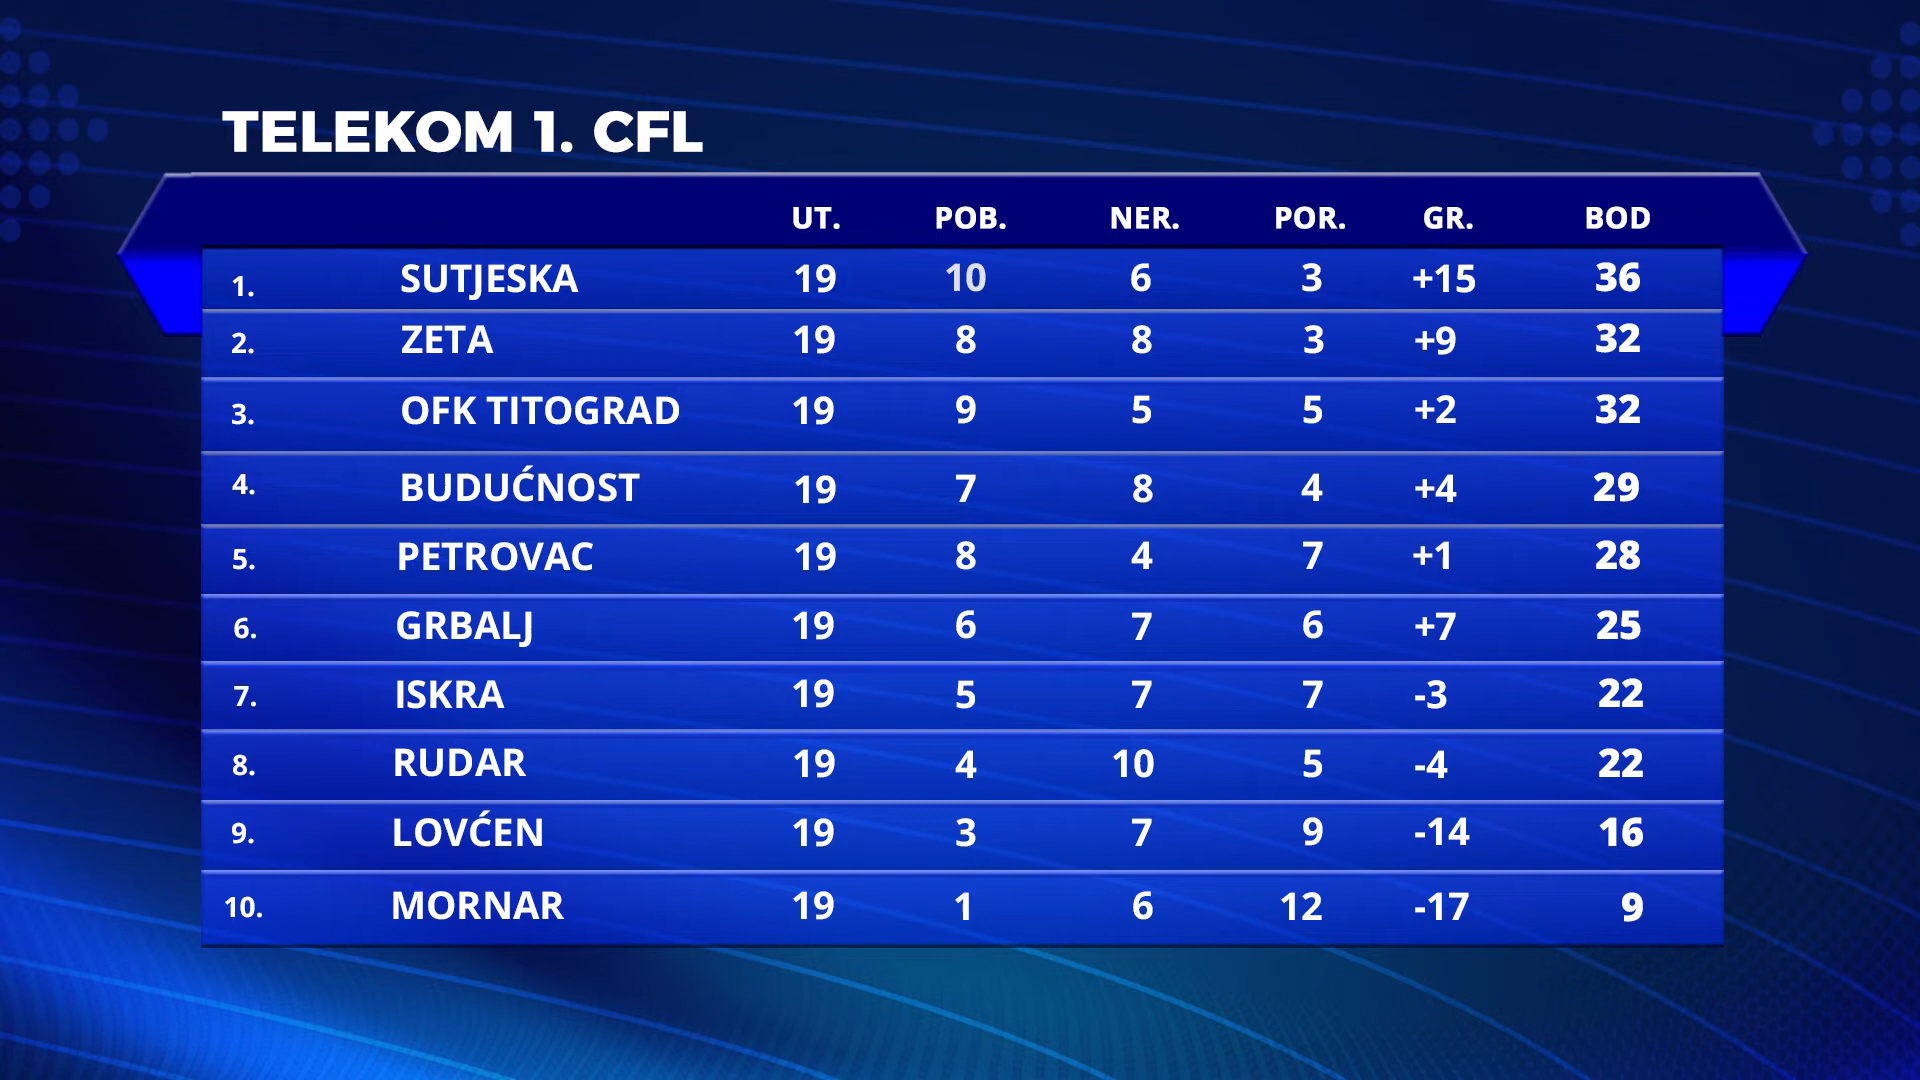 TELEKOM 1. CFL
UT. POB. NER. POR. GR. BOD
1. SUTJESKA 19 10 6 3 +15 36
2. ZETA 19 8 8 3 +9 32
3. OFK TITOGRAD 19 9 5 5 +2 32
4. BUDUĆNOST 19 7 8 4 +4 29
5. PETROVAC 19 8 4 7 +1 28
6. GRBALJ 19 6 7 6 +7 25
7. ISKRA 19 5 7 7 -3 22
8. RUDAR 19 4 10 5 -4 22
9. LOVĆEN 19 3 7 9 -14 16
10. MORNAR 19 1 6 12 -17 9